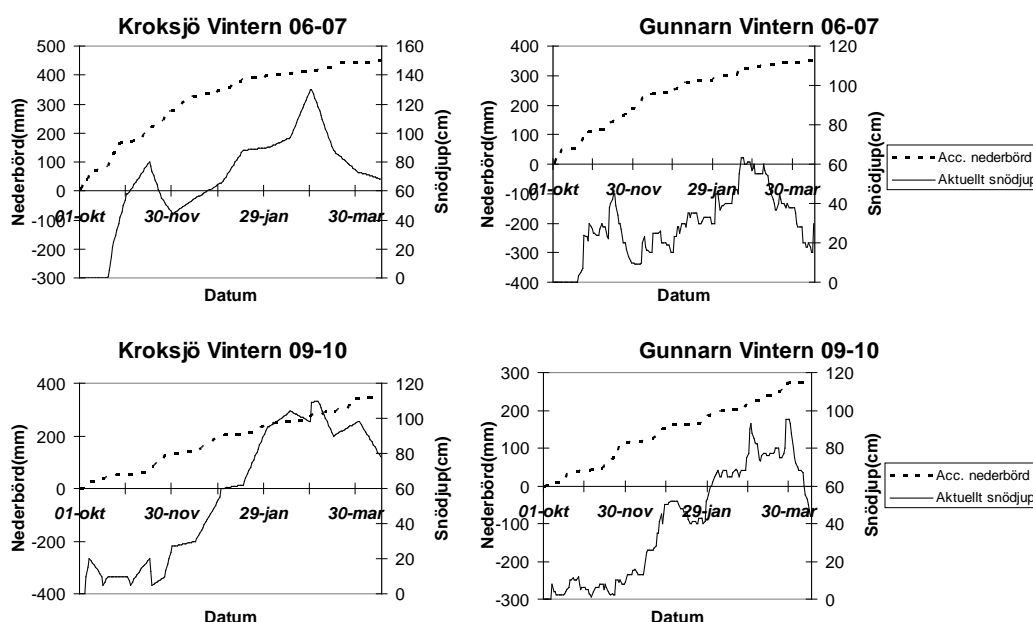 Kroksjö Vintern 06-07
500
400
300
200
100
0
-100
-200
-300
160
140
120
100
80
60
40
20
0
01-okt
30-nov
29-jan
30-mar
Nederbörd(mm)
Snödjup(cm)
Datum
Gunnarn Vintern 06-07
400
300
200
100
0
-100
-200
-300
-400
120
100
80
60
40
20
0
01-okt
30-nov
29-jan
30-mar
Nederbörd(mm)
Snödjup(cm)
Datum
Acc. nederbörd
Aktuellt snödjup
Kroksjö Vintern 09-10
400
200
0
-200
-400
120
100
80
60
40
20
0
01-okt
30-nov
29-jan
30-mar
Nederbörd(mm)
Snödjup(cm)
Datum
Gunnarn Vintern 09-10
300
200
100
0
-100
-200
-300
120
100
80
60
40
20
0
01-okt
30-nov
29-jan
30-mar
Nederbörd(mm)
Snödjup(cm)
Datum
Acc. nederbörd
Aktuellt snödjup